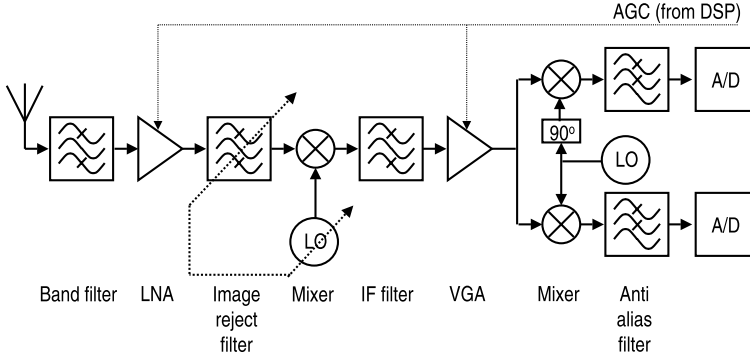 AGC (from DSP)
A/D
90º
LO
LO
A/D
Band filter
LNA
Image
reject
filter
Mixer
IF filter
VGA
Mixer
Anti
alias
filter